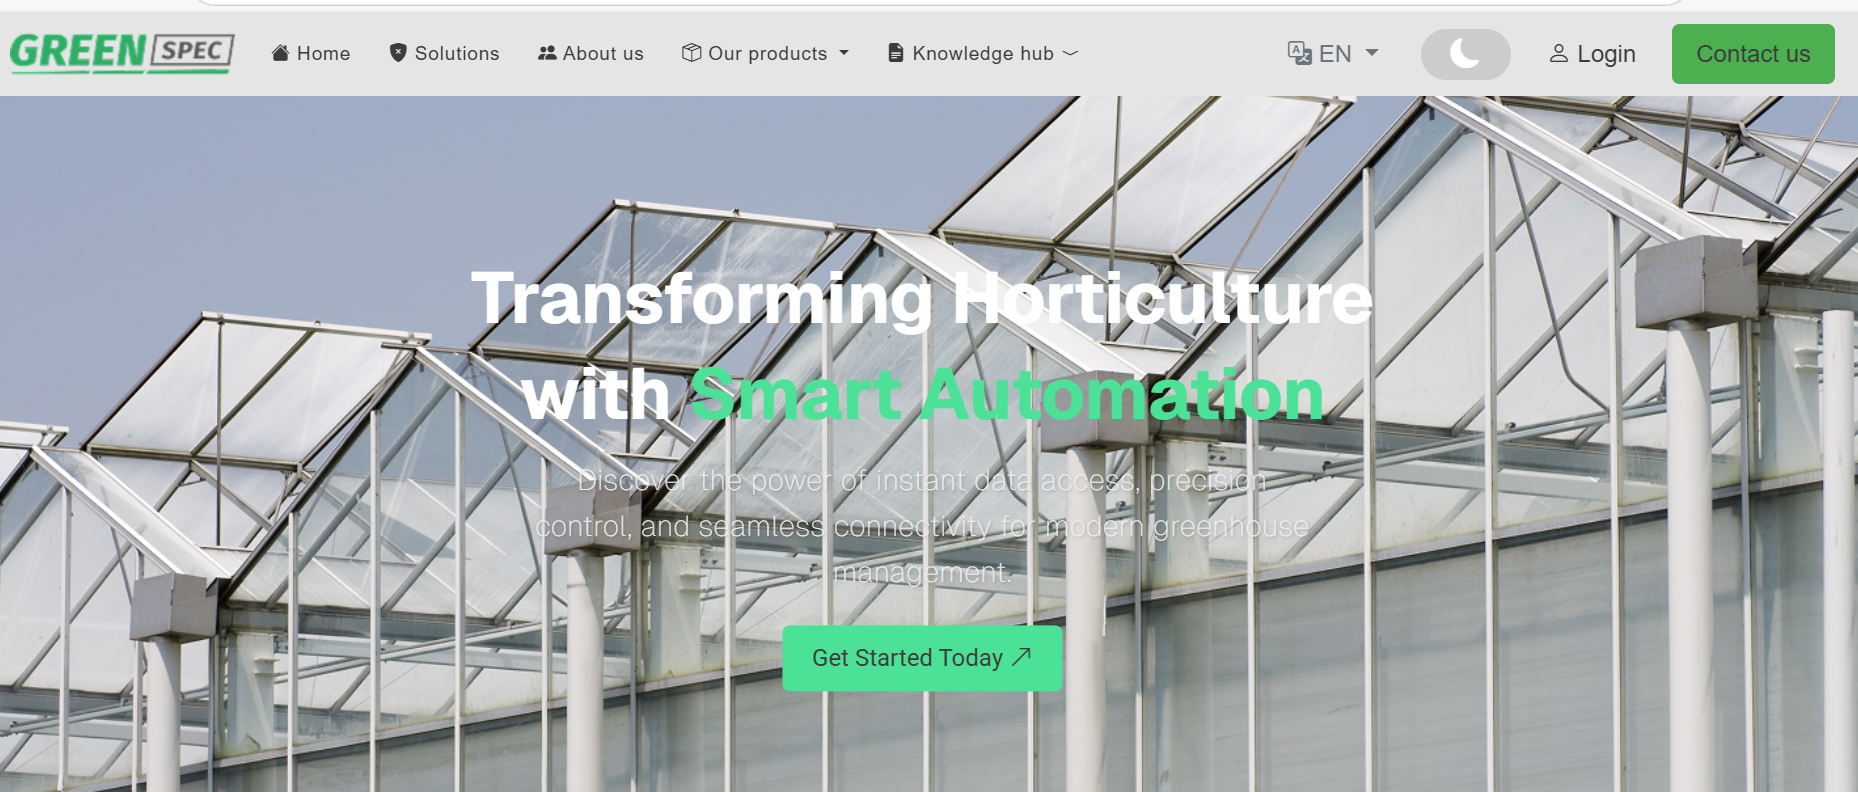 GREEN SPEC
Home
Solutions
About us
Our products
Knowledge hub
EN
Login
Contact us
Transforming Horticulture
with Smart Automation
Discover the power of instant data access, precision
control, and seamless connectivity for modern greenhouse
management.
Get Started Today